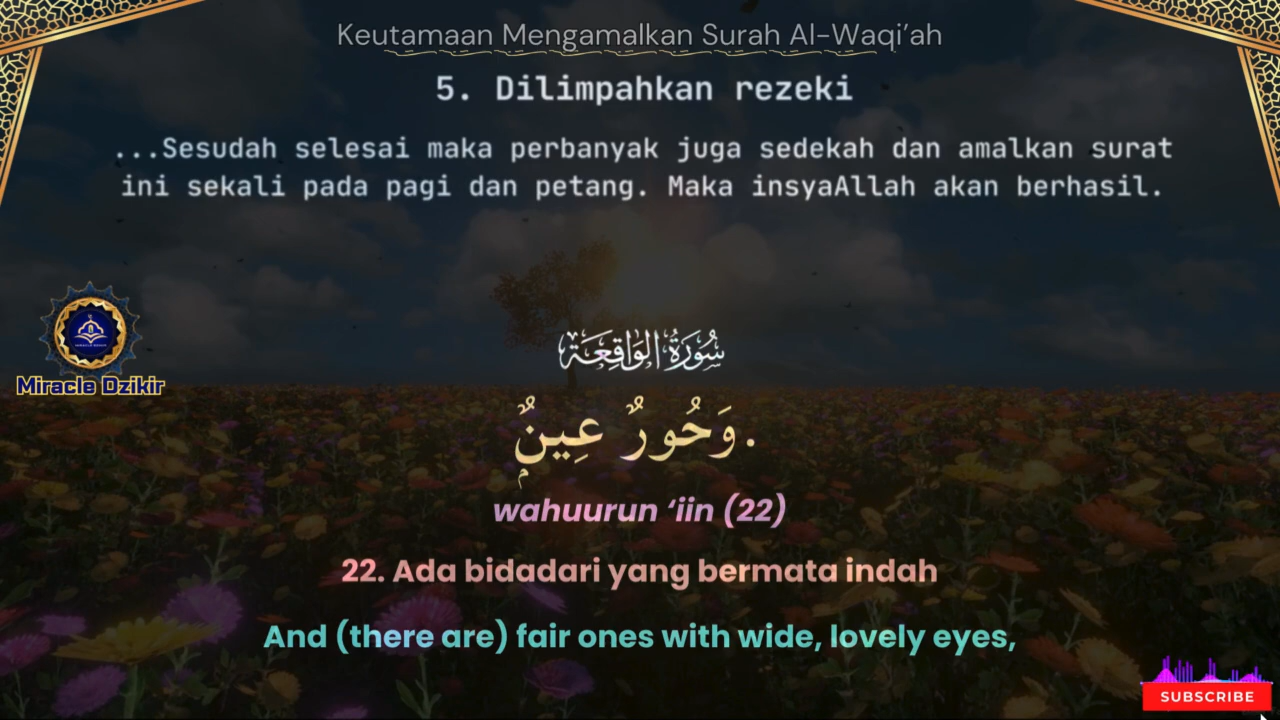 Keutamaan Mengamalkan Surah Al-Waqi’ah
5. Dilimpahkan rezeki
...Sesudah selesai maka perbanyak juga sedekah dan amalkan surat
ini sekali pada pagi dan petang. Maka insyaAllah akan berhasil.
Miracle Dzikir
سُوْرَةُ الْوَاقِعَةِ
وَحُورٌ عِينٌۭ.
wahuurun ‘iin (22)
22. Ada bidadari yang bermata indah
And (there are) fair ones with wide, lovely eyes,
SUBSCRIBE